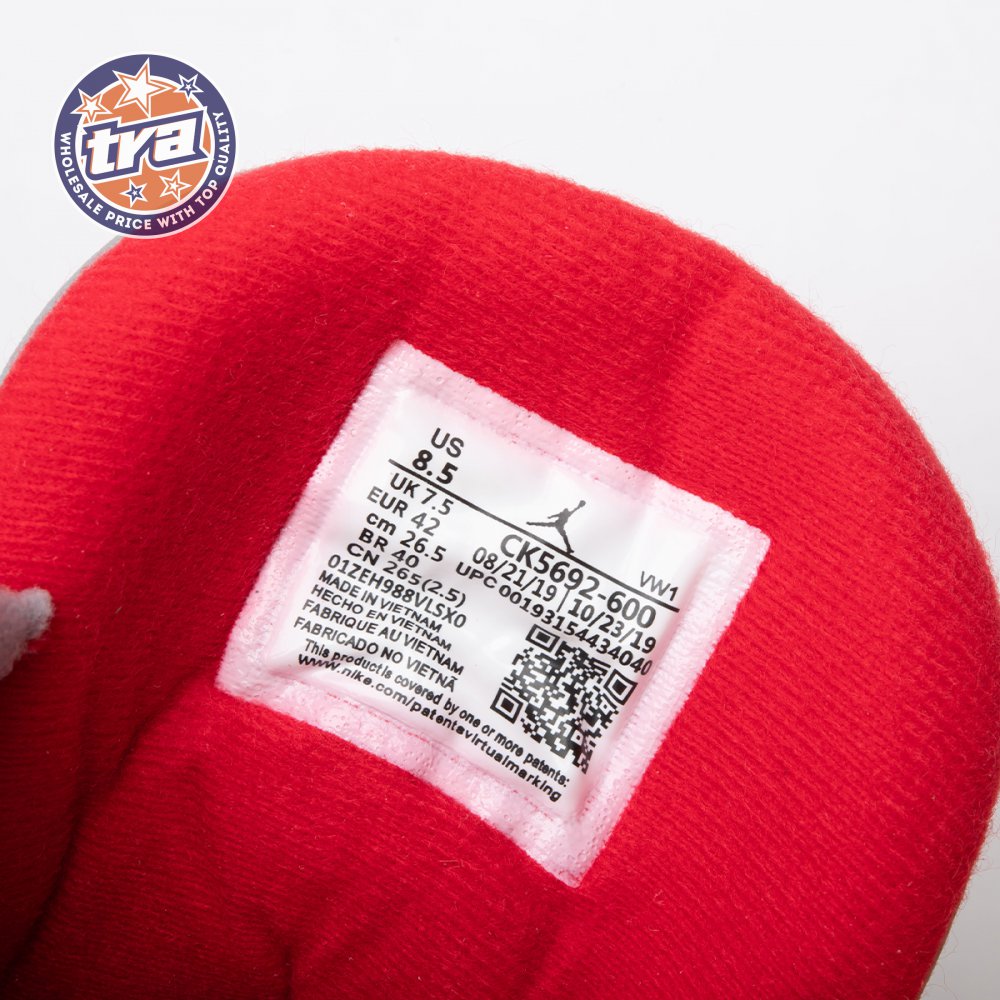 tra
WHOLESALE PRICE WITH TOP QUALITY
US
8.5
UK 7.5
EUR 42
cm 26.5
BR 40
CN 265(2.5)
01ZEH988VLSX0
MADE IN VIETNAM
HECHO EN VIETNAM
FABRIQUE AU VIETNAM
FABRICADO NO VIETNÃ
This product is covered by one or more patents:
www.nike.com/patentsvirtualmarking
CK5692-600
VW1
08/21/19 | 10/23/19
UPC 00193154434040